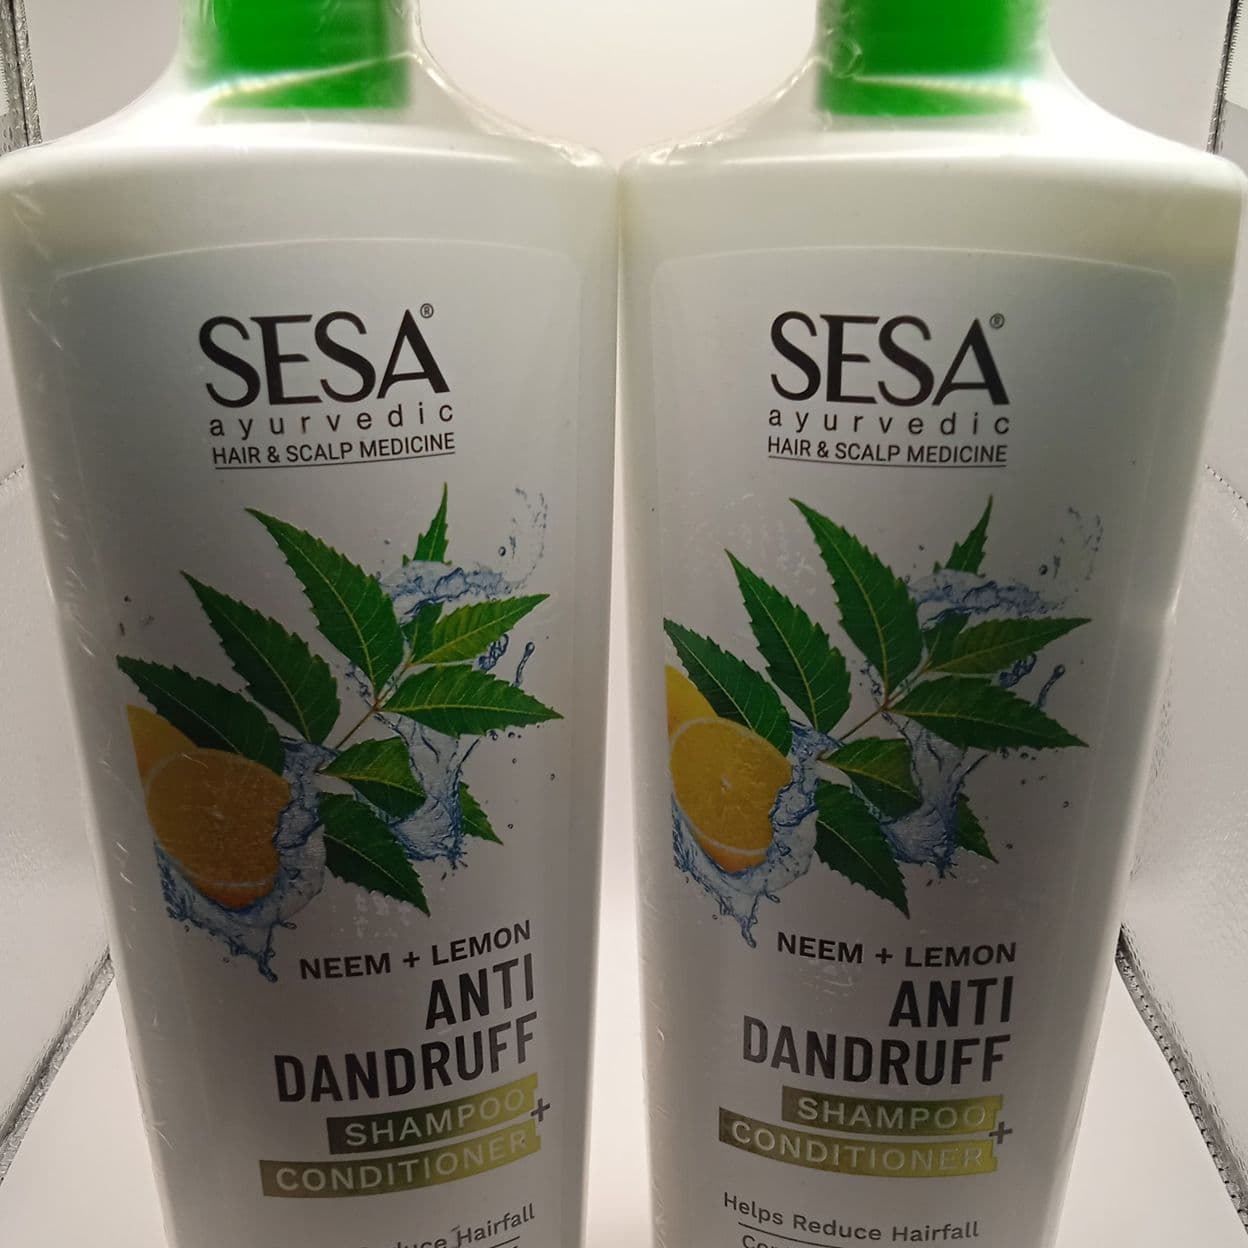 SESA®
ayurvedic
HAIR & SCALP MEDICINE
NEEM + LEMON
ANTI
DANDRUFF
SHAMPOO +
CONDITIONER
Hairfall
SESA®
ayurvedic
HAIR & SCALP MEDICINE
NEEM + LEMON
ANTI
DANDRUFF
SHAMPOO +
CONDITIONER
Helps Reduce Hairfall